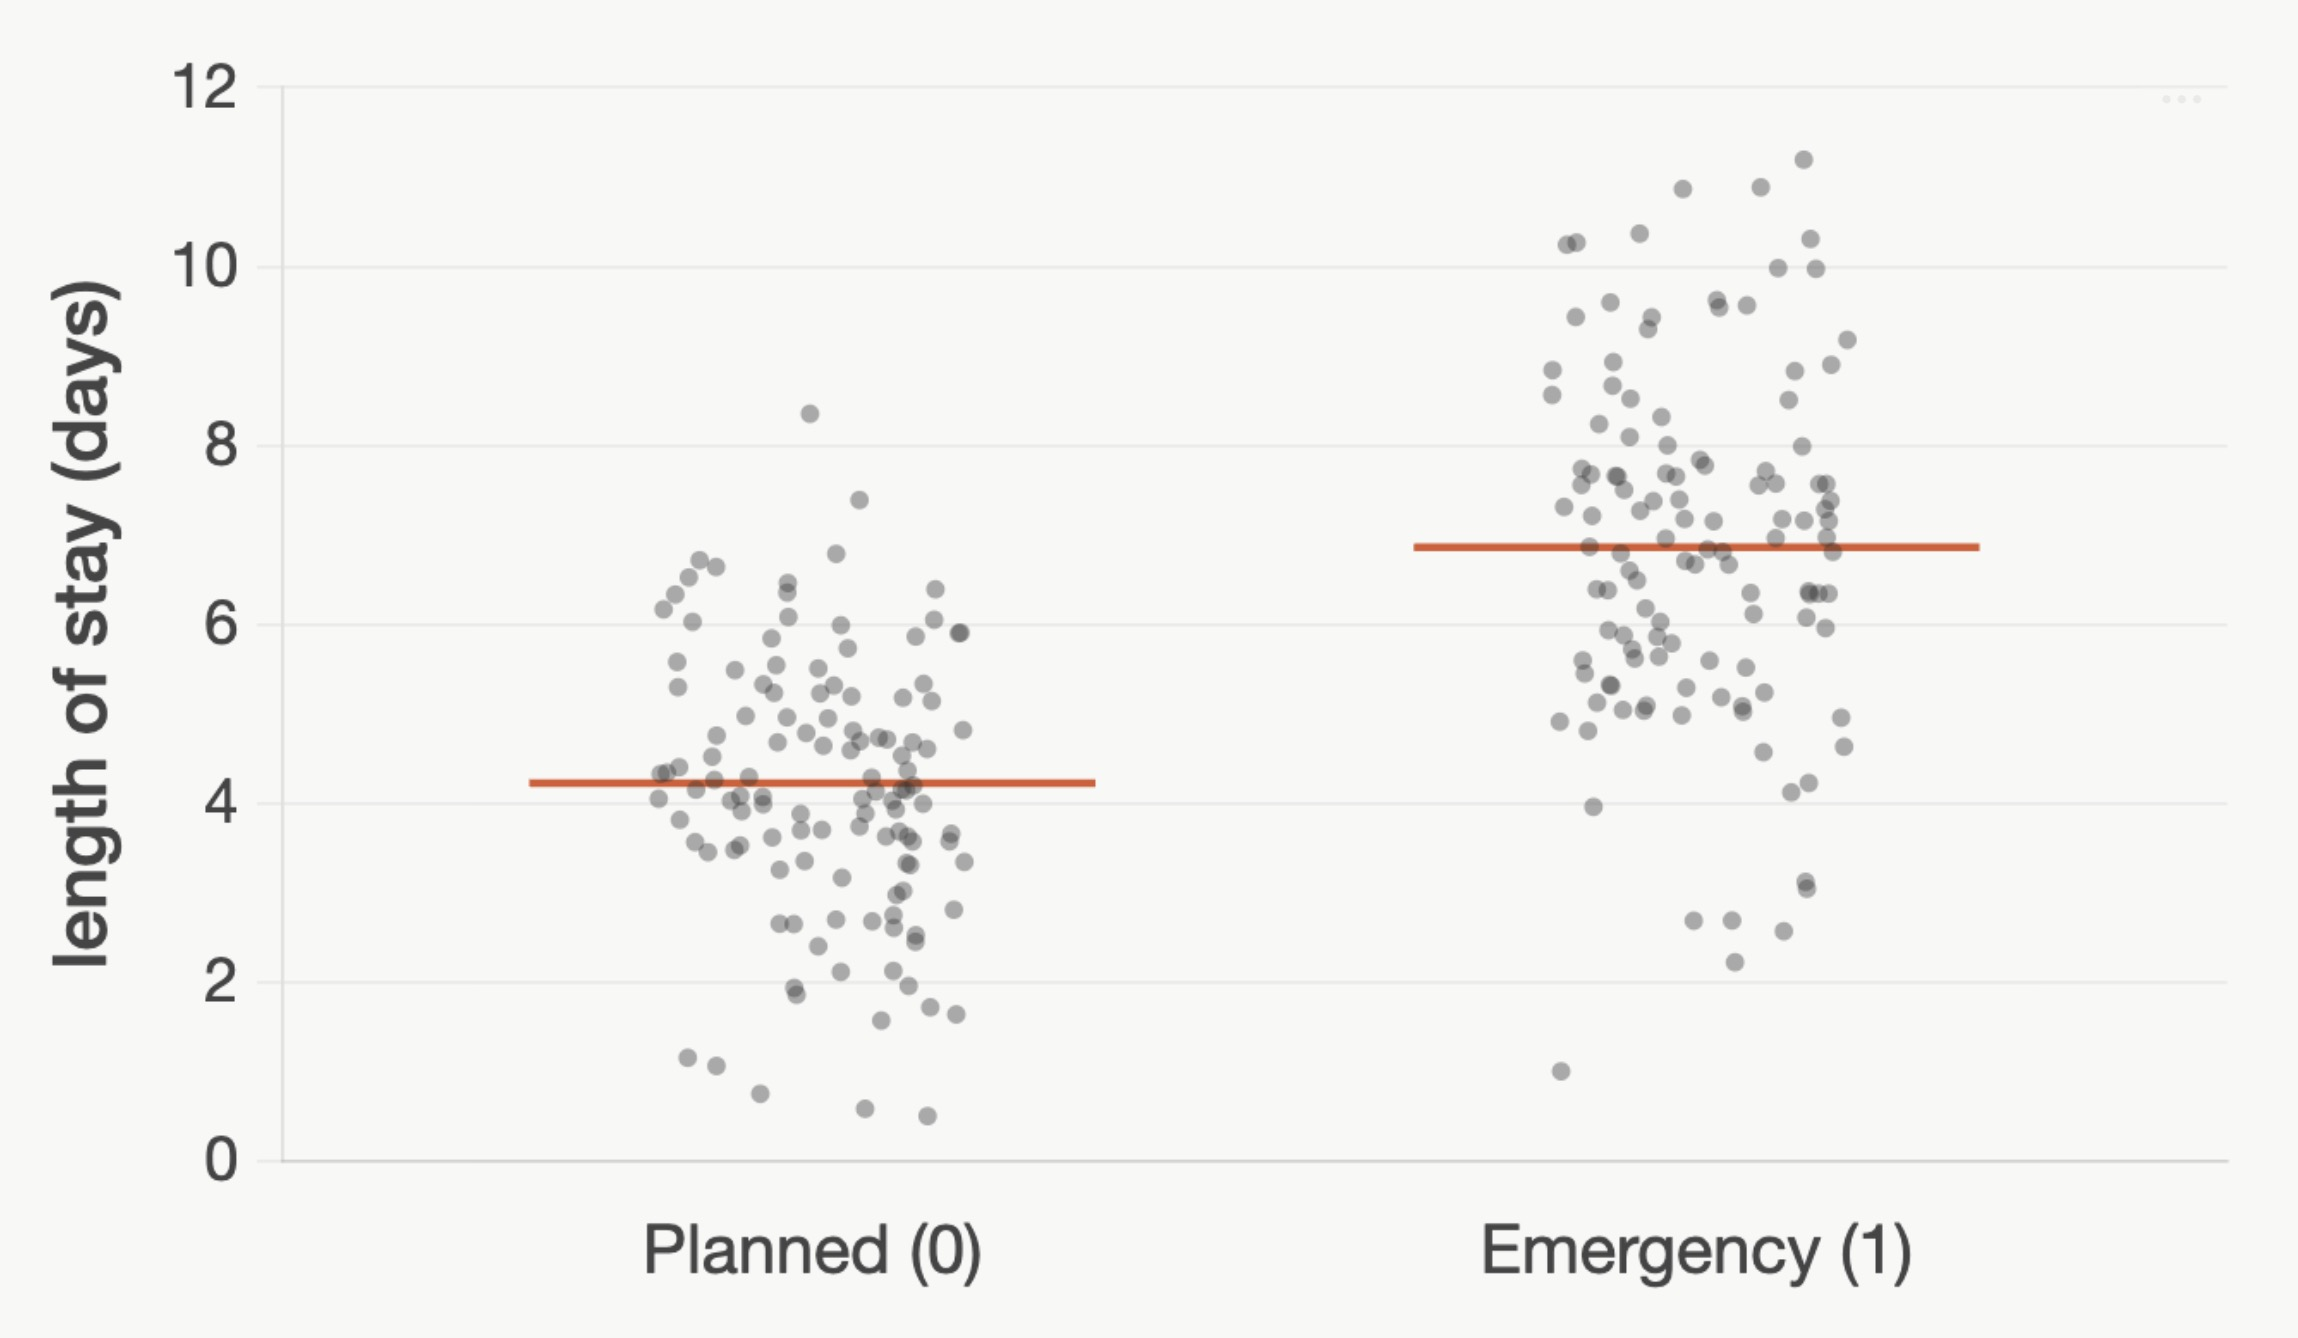 length of stay (days)
12
10
8
6
4
2
0
Planned (0)
Emergency (1)